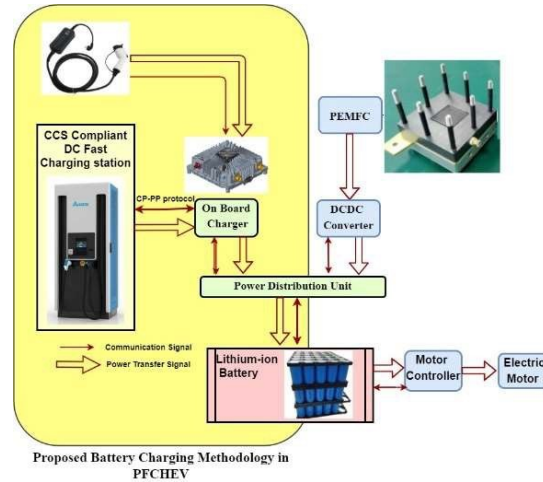 CCS Compliant
DC Fast
Charging station
CP-PP protocol
On Board
Charger
PEMFC
DCDC
Converter
Power Distribution Unit
Communication Signal
Power Transfer Signal
Lithium-ion
Battery
Motor
Controller
Electric
Motor
Proposed Battery Charging Methodology in
PFCHEV